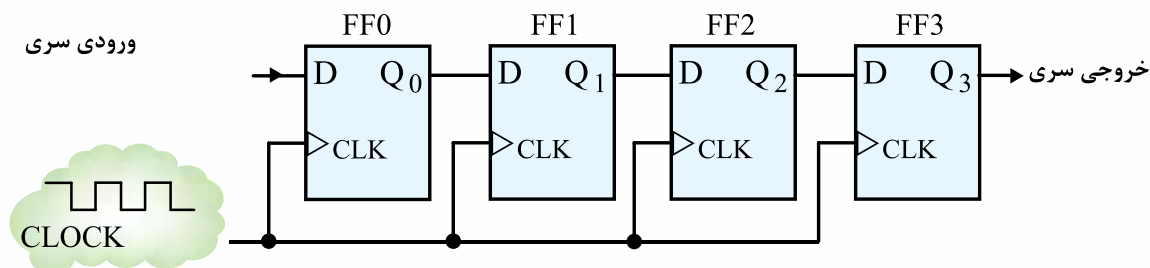 FF0 FF1 FF2 FF3
ورودی سری
D Q0 D Q1 D Q2 D Q3
خروجی سری
CLK CLK CLK CLK
CLOCK